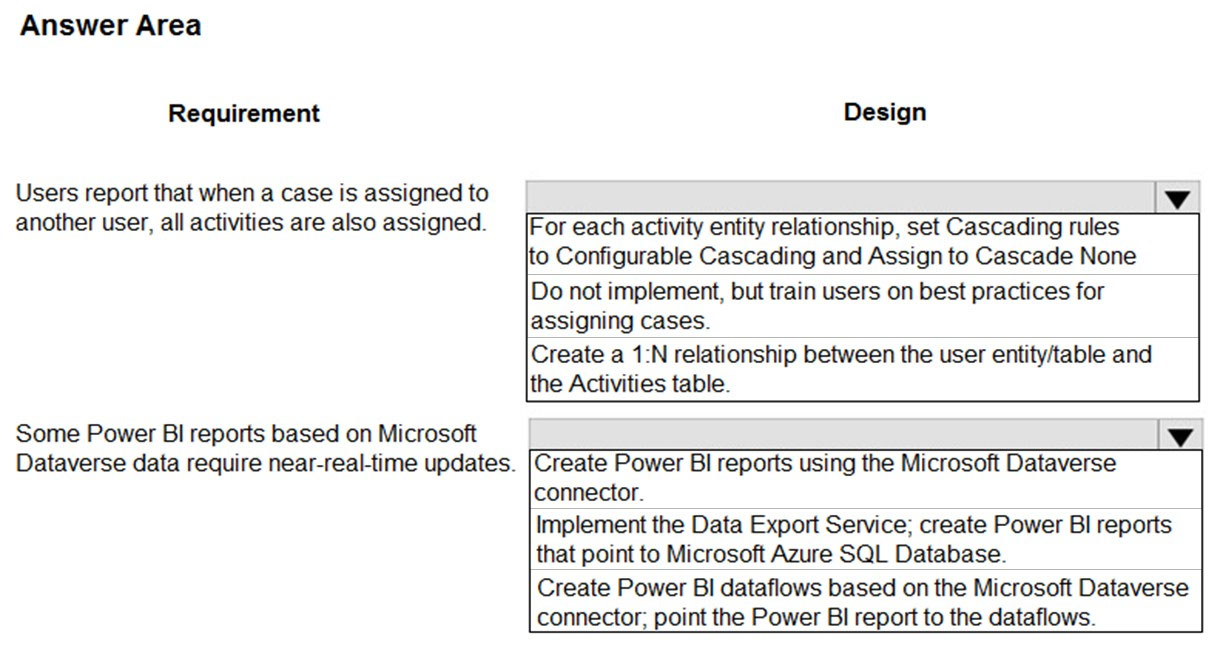 Answer Area
Requirement
Design
Users report that when a case is assigned to
another user, all activities are also assigned.
For each activity entity relationship, set Cascading rules
to Configurable Cascading and Assign to Cascade None
Do not implement, but train users on best practices for
assigning cases.
Create a 1:N relationship between the user entity/table and
the Activities table.
Some Power BI reports based on Microsoft
Dataverse data require near-real-time updates.
Create Power BI reports using the Microsoft Dataverse
connector.
Implement the Data Export Service; create Power BI reports
that point to Microsoft Azure SQL Database.
Create Power BI dataflows based on the Microsoft Dataverse
connector; point the Power BI report to the dataflows.